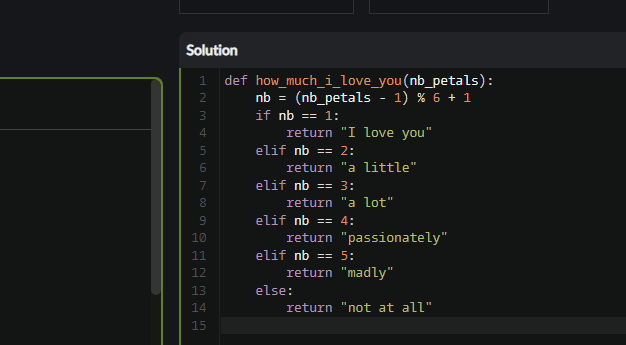 Solution
1 def how_much_i_love_you(nb_petals):
2     nb = (nb_petals - 1) % 6 + 1
3     if nb == 1:
4         return "I love you"
5     elif nb == 2:
6         return "a little"
7     elif nb == 3:
8         return "a lot"
9     elif nb == 4:
10         return "passionately"
11     elif nb == 5:
12         return "madly"
13     else:
14         return "not at all"
15